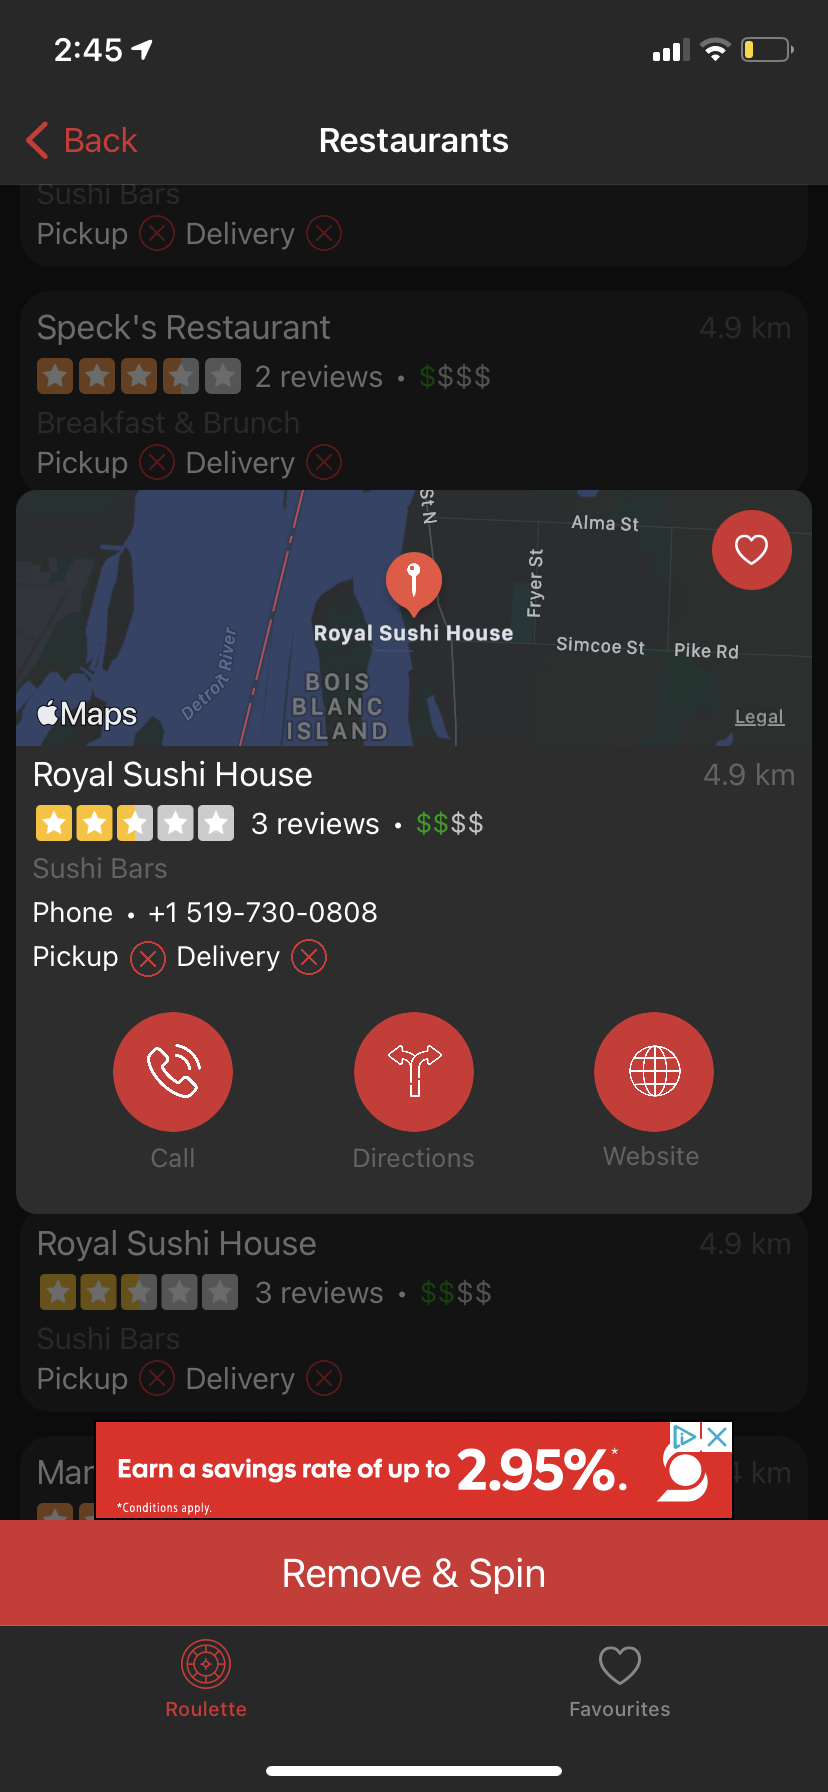 2:45
Back
Restaurants
Sushi Bars
Pickup Delivery
Speck's Restaurant 4.9 km
2 reviews • $$$$
Breakfast & Brunch
Pickup Delivery
St N
Alma St
Fryer St
Royal Sushi House
Simcoe St
Pike Rd
Detroit River
BOIS
BLANC
ISLAND
Maps
Legal
Royal Sushi House 4.9 km
3 reviews • $$$$
Sushi Bars
Phone • +1 519-730-0808
Pickup Delivery
Call Directions Website
Royal Sushi House 4.9 km
3 reviews • $$$$
Sushi Bars
Pickup Delivery
Earn a savings rate of up to 2.95%*.
*Conditions apply.
km
Remove & Spin
Roulette Favourites